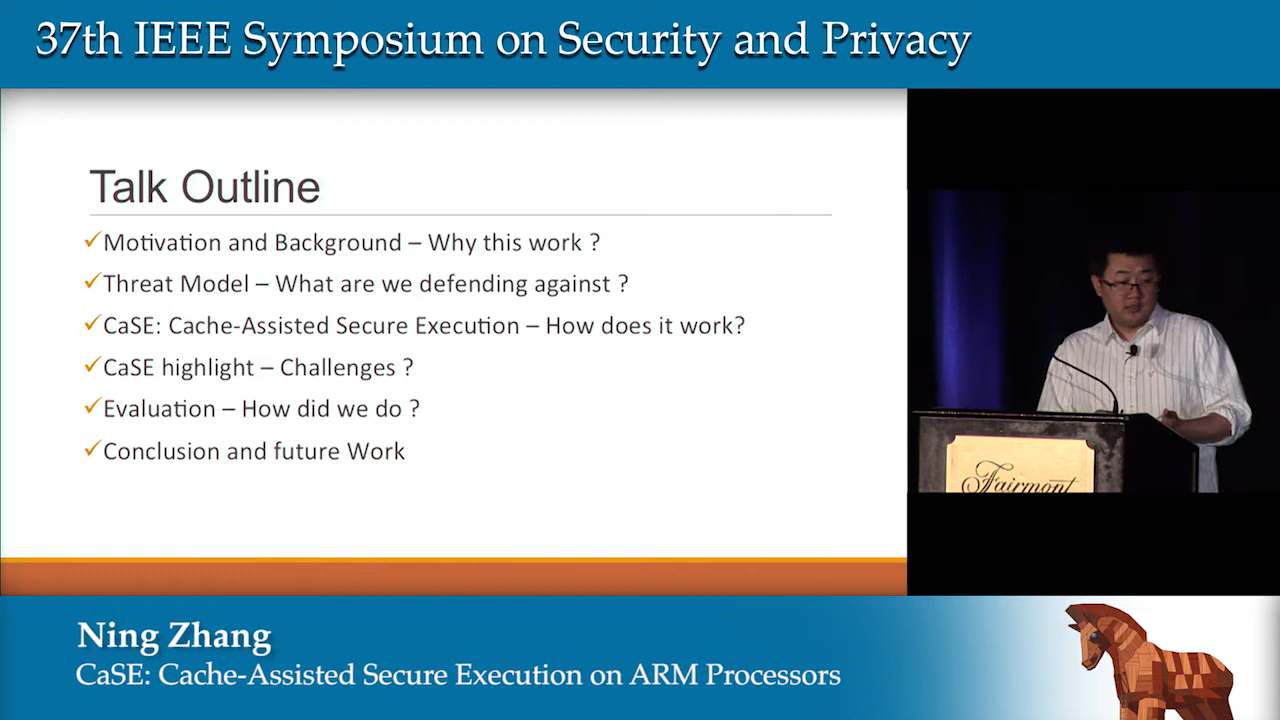 37th IEEE Symposium on Security and Privacy
Talk Outline
✓Motivation and Background – Why this work ?
✓Threat Model – What are we defending against ?
✓CaSE: Cache-Assisted Secure Execution – How does it work?
✓CaSE highlight – Challenges ?
✓Evaluation – How did we do ?
✓Conclusion and future Work
Fairmont
Ning Zhang
CaSE: Cache-Assisted Secure Execution on ARM Processors